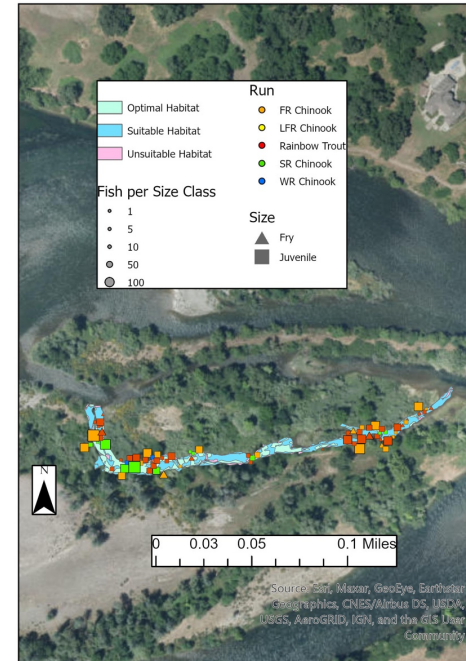 Run
Optimal Habitat
Suitable Habitat
Unsuitable Habitat
FR Chinook
LFR Chinook
Rainbow Trout
SR Chinook
WR Chinook
Fish per Size Class
1
5
10
50
100
Size
Fry
Juvenile
N
0 0.03 0.05 0.1 Miles
Source: Esri, Maxar, GeoEye, Earthstar
Geographics, CNES/Airbus DS, USDA,
USGS, AeroGRID, IGN, and the GIS User
Community